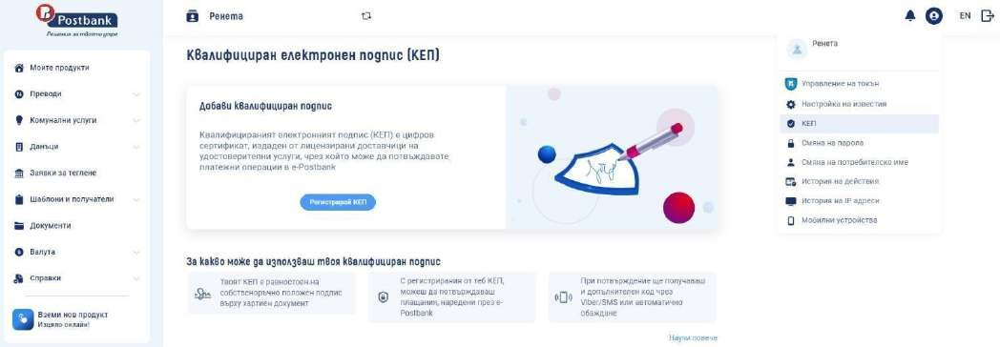 Postbank
Решения за твоето утре
Моите продукти
Преводи
Комунални услуги
Данъци
Заявки за теглене
Шаблони и получатели
Документи
Валута
Справки
Вземи нов продукт
Изцяло онлайн!
Ренета
EN
Квалифициран електронен подпис (КЕП)
Добави квалифициран подпис
Квалифицираният електронният подпис (КЕП) е цифров
сертификат, издаден от лицензирани доставчици на
удостоверителни услуги, чрез който може да потвърждавате
платежни операции в e-Postbank
Регистрирай КЕП
За какво може да използваш твоя квалифициран подпис
Твоят КЕП е равностоен на
собственоръчно положен подпис
върху хартиен документ
С регистрирания от теб КЕП,
можеш да потвърждаваш
плащания, наредени през e-
Postbank
При потвърждение ще получаваш
и допълнителен код чрез
Viber/SMS или автоматично
обаждане
Научи повече
Ренета
Управление на токън
Настройка на известия
КЕП
Смяна на парола
Смяна на потребителско име
История на действия
История на IP адреси
Мобилни устройства